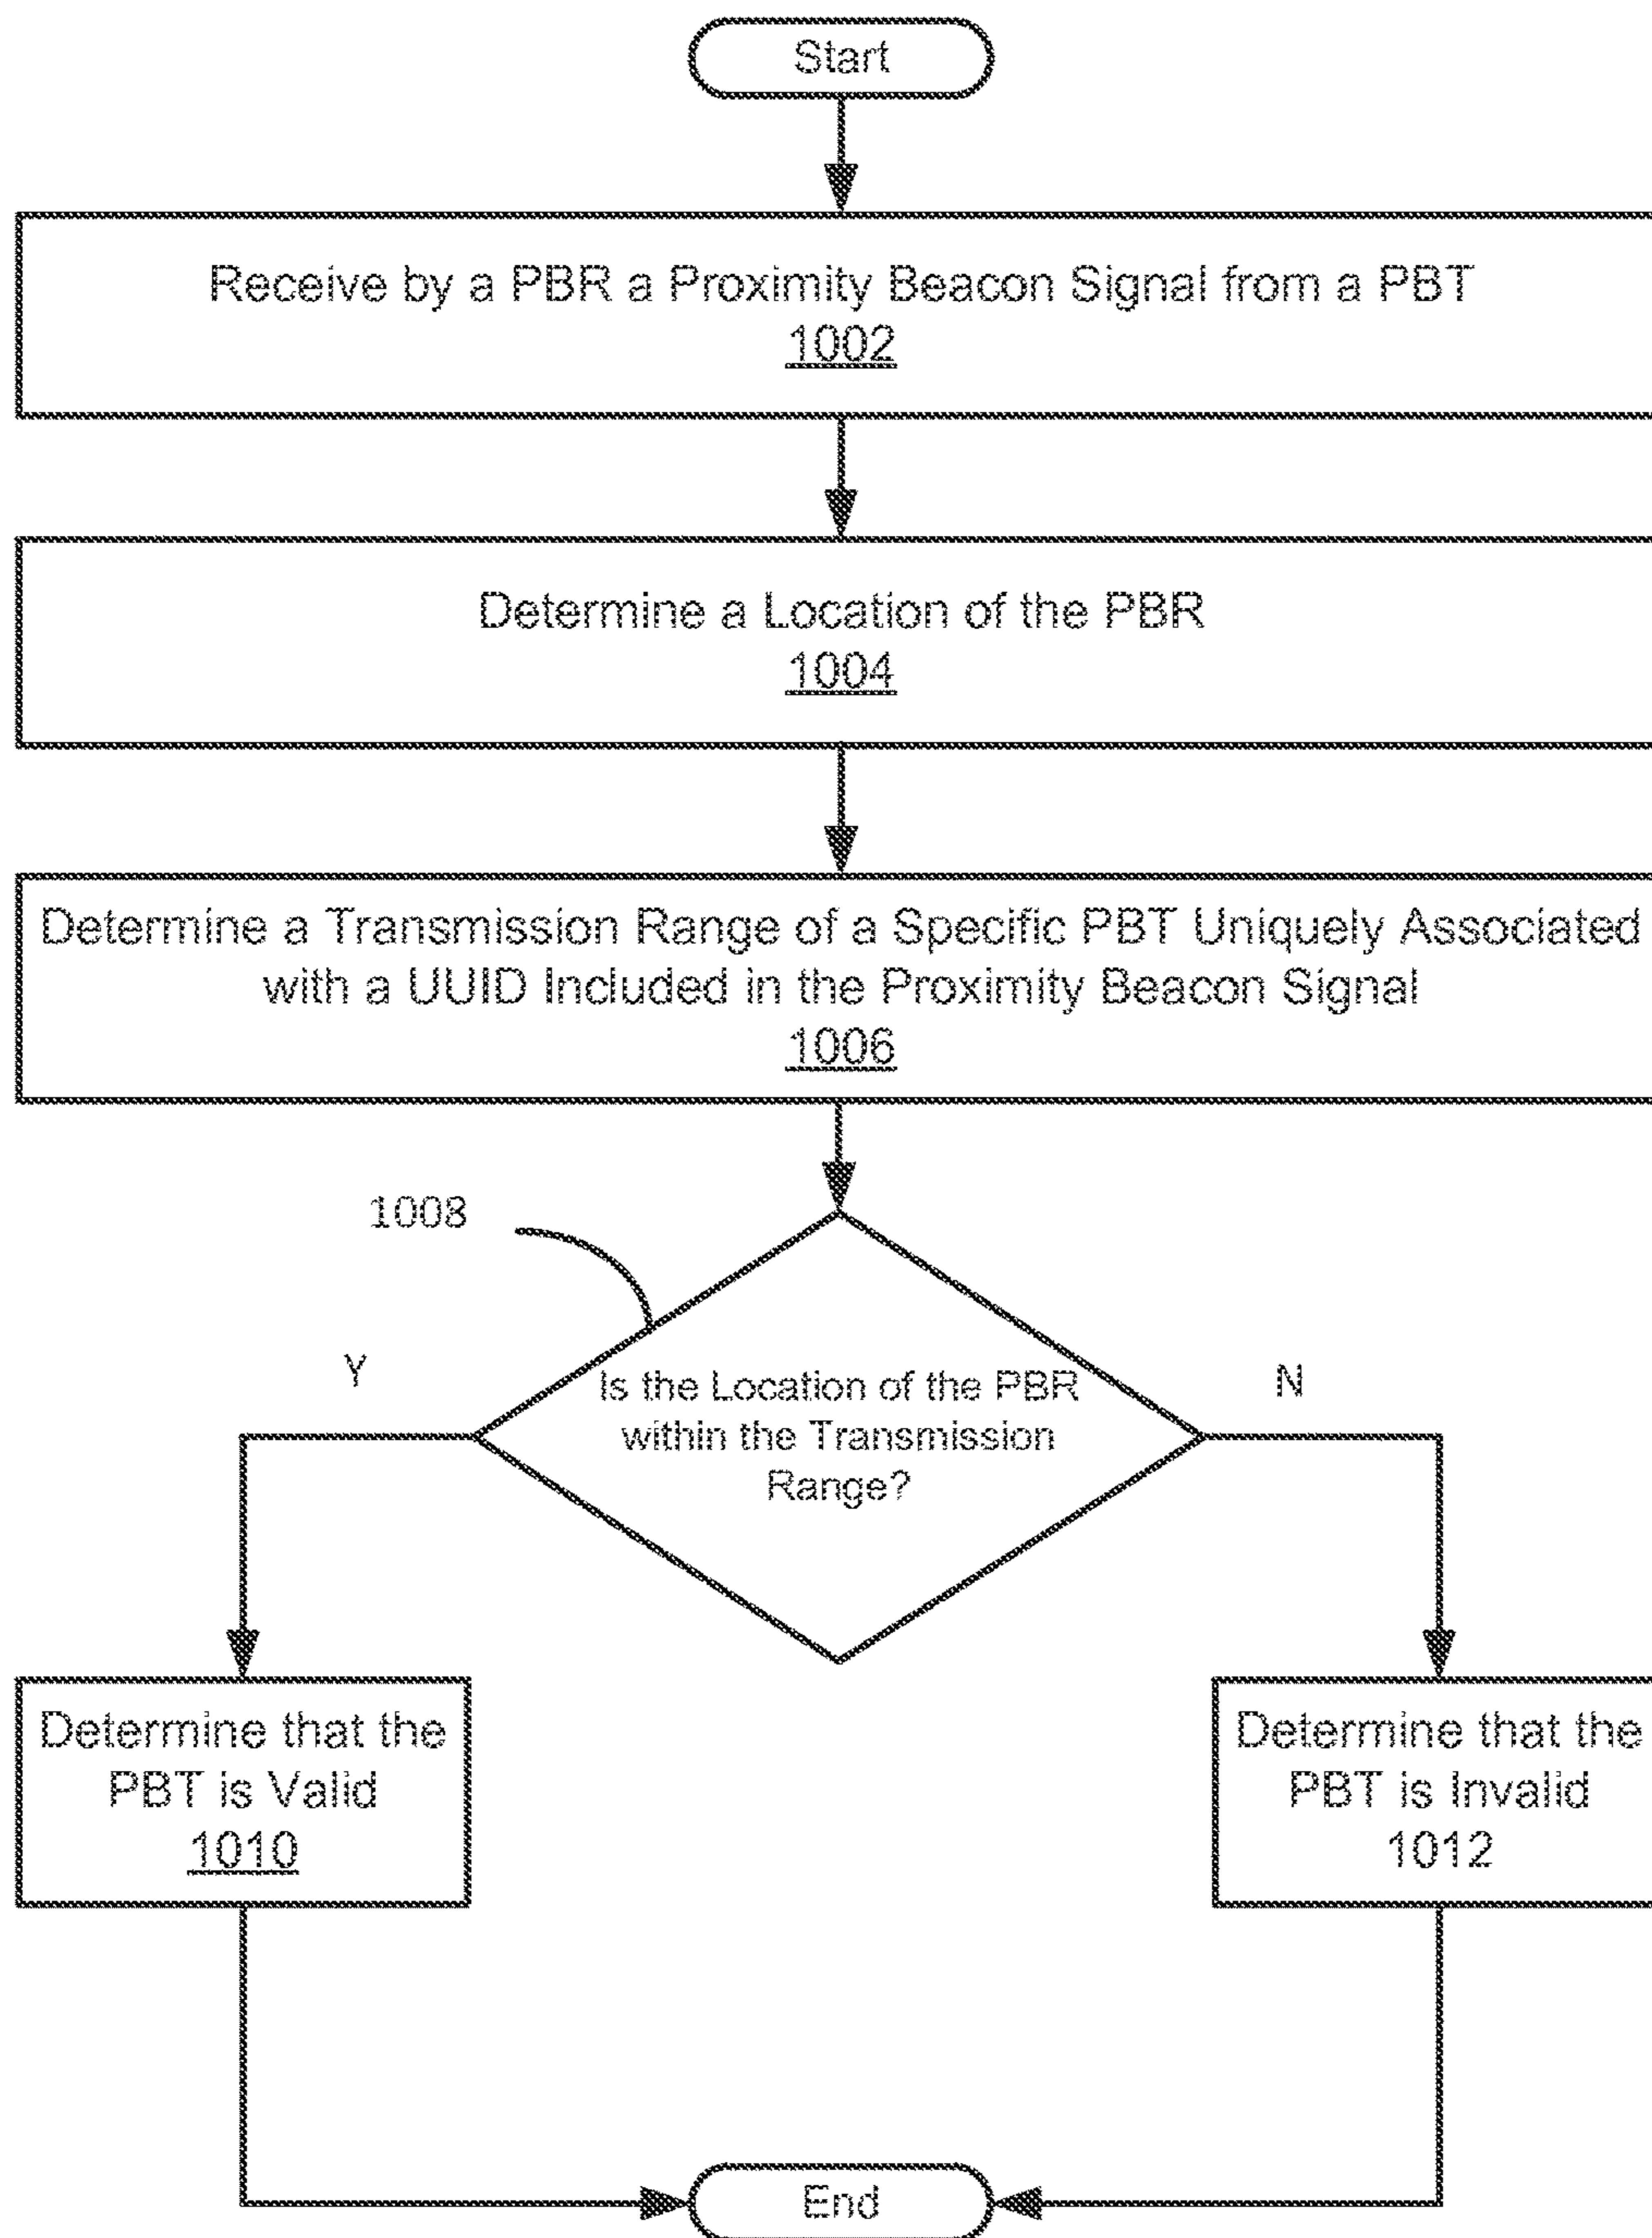 Start
Receive by a PBR a Proximity Beacon Signal from a PBT
1002
Determine a Location of the PBR
1004
Determine a Transmission Range of a Specific PBT Uniquely Associated
with a UUID Included in the Proximity Beacon Signal
1006
1008
Y
Is the Location of the PBR
within the Transmission
Range?
N
Determine that the
PBT is Valid
1010
Determine that the
PBT is Invalid
1012
End